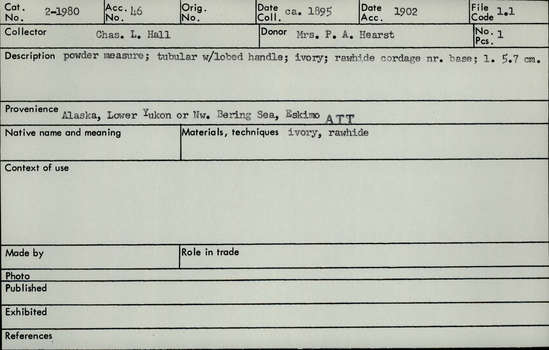 Cat. No. 2-1980 Acc. No. 46 Orig. No. Date Coll. ca. 1895 Date Acc. 1902 File Code 1.1
Collector Chas. L. Hall Donor Mrs. P. A. Hearst No. Pcs. 1
Description powder measure; tubular w/lobed handle; ivory; rawhide cordage nr. base; l. 5.7 cm.
Provenience Alaska, Lower Yukon or Nw. Bering Sea, Eskimo ATT
Native name and meaning Materials, techniques ivory, rawhide
Context of use
Made by Role in trade
Photo
Published
Exhibited
References